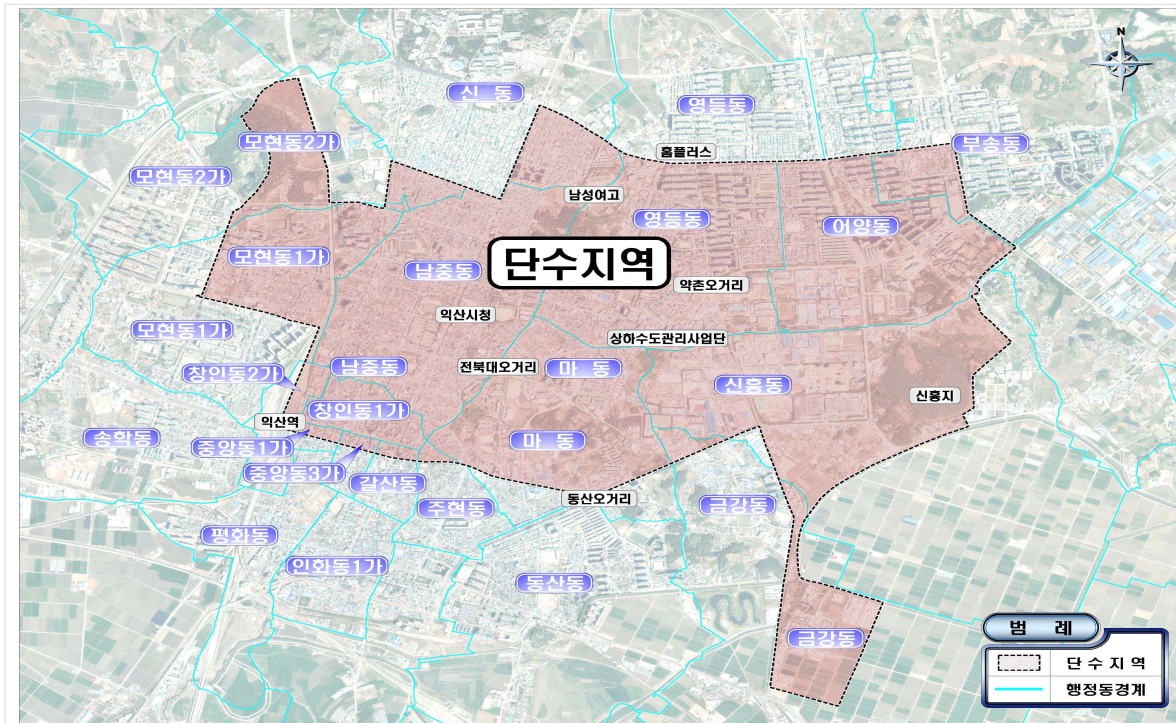 N
신 동
영등동
모현동2가
홈플러스
부송동
모현동2가
남성여고
영등동
어양동
모현동1가
남중동
단수지역
약촌오거리
익산시청
모현동1가
상하수도관리사업단
창인동2가
남중동
전북대오거리
마 동
신흥동
신흥지
창인동1가
익산역
송학동
중앙동1가
마 동
중앙동3가
갈산동
동산오거리
주현동
금강동
평화동
인화동1가
동산동
금강동
범 례
단 수 지 역
행정동경계